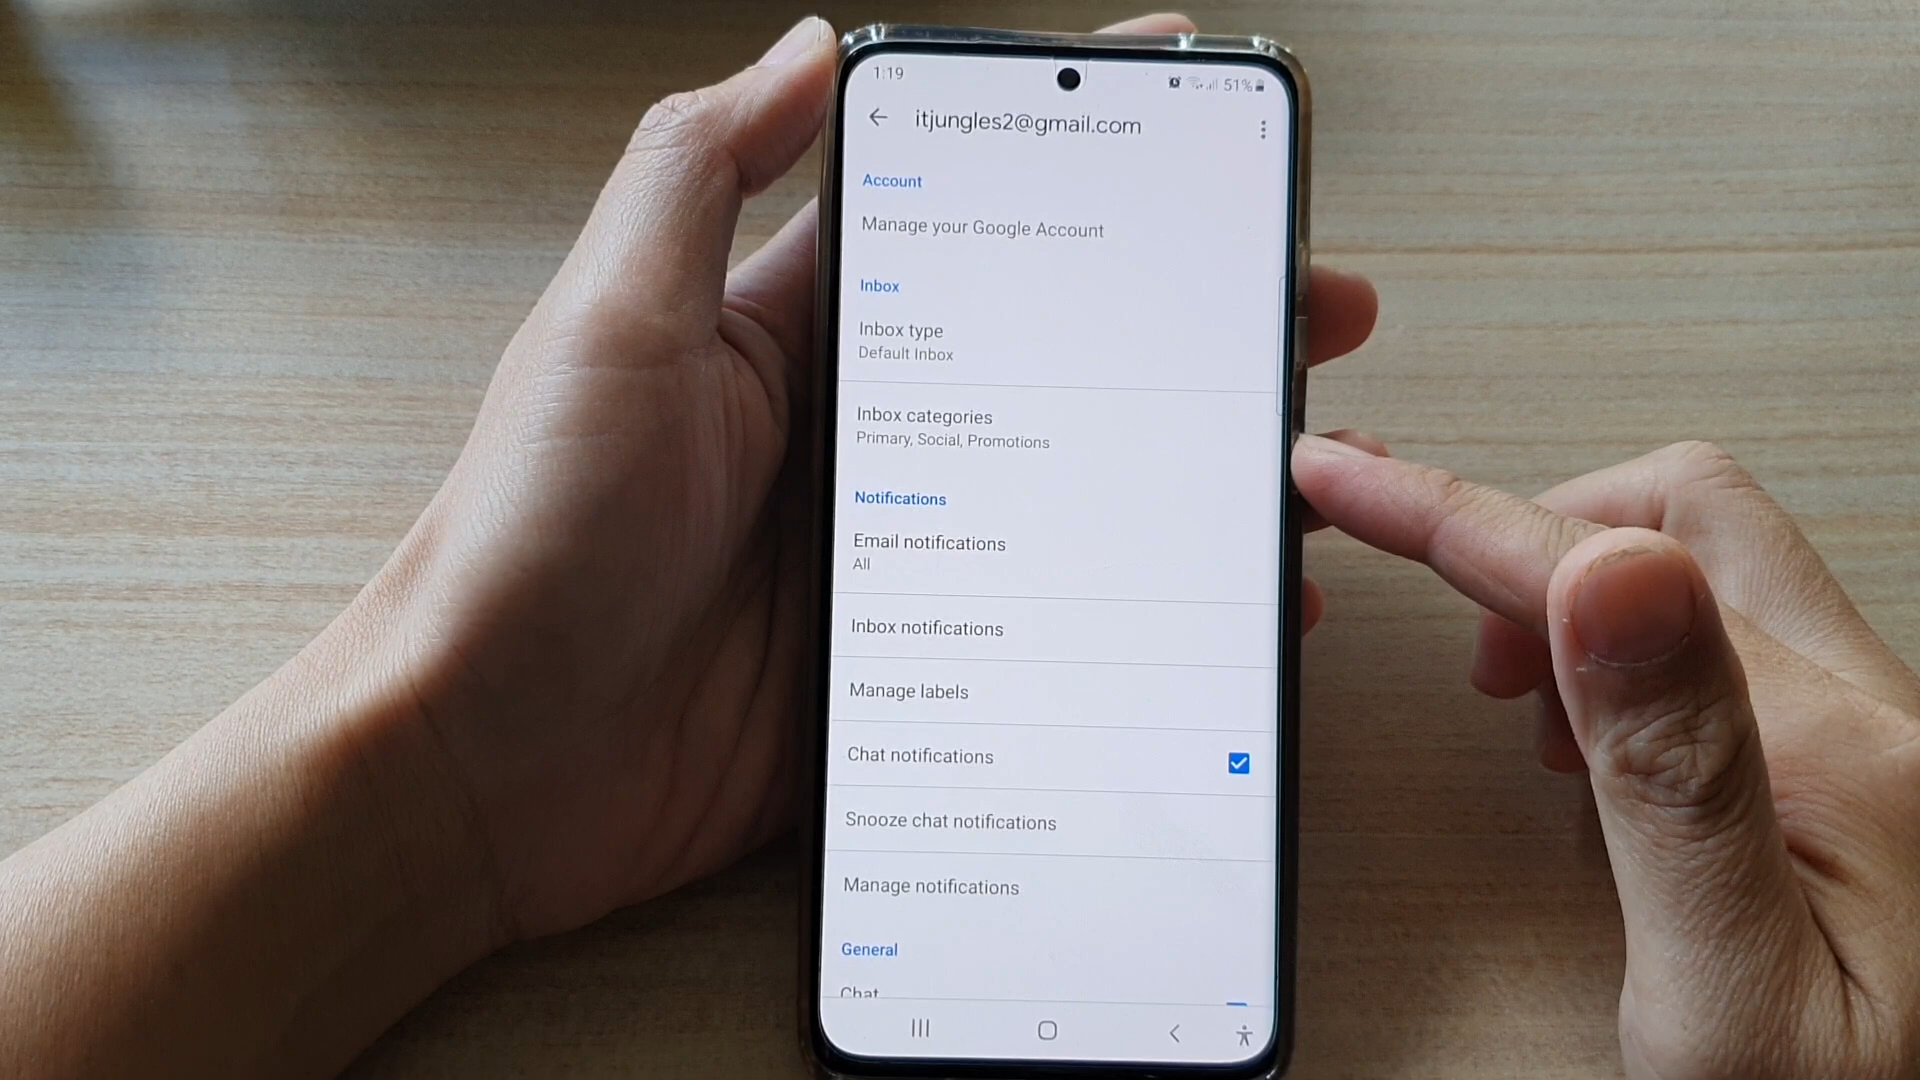 1:19
51%
itjungles2@gmail.com
Account
Manage your Google Account
Inbox
Inbox type
Default Inbox
Inbox categories
Primary, Social, Promotions
Notifications
Email notifications
All
Inbox notifications
Manage labels
Chat notifications
Snooze chat notifications
Manage notifications
General
Chat